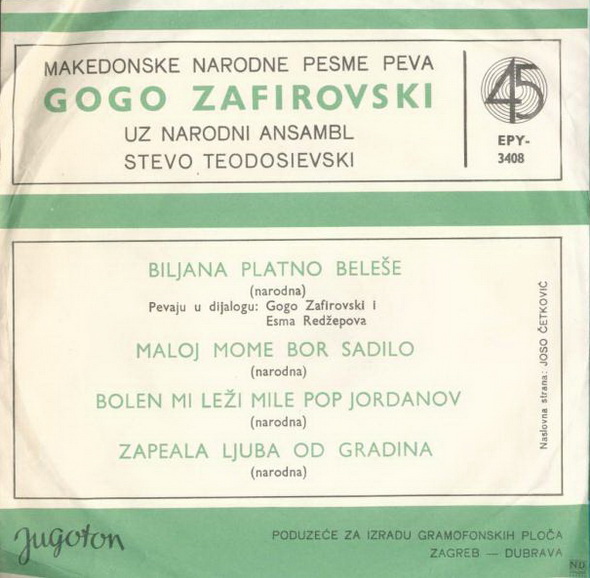 MAKEDONSKE NARODNE PESME PEVA
GOGO ZAFIROVSKI
UZ NARODNI ANSAMBL
STEVO TEODOSIEVSKI
45
EPY-
3408
BILJANA PLATNO BELEŠE
(narodna)
Pevaju u dijalogu: Gogo Zafirovski i
Esma Redžepova
MALOJ MOME BOR SADILO
(narodna)
BOLEN MI LEŽI MILE POP JORDANOV
(narodna)
ZAPEALA LJUBA OD GRADINA
(narodna)
Naslovna strana: JOSO ČETKOVIĆ
Jugoton
PODUZEĆE ZA IZRADU GRAMOFONSKIH PLOČA
ZAGREB — DUBRAVA